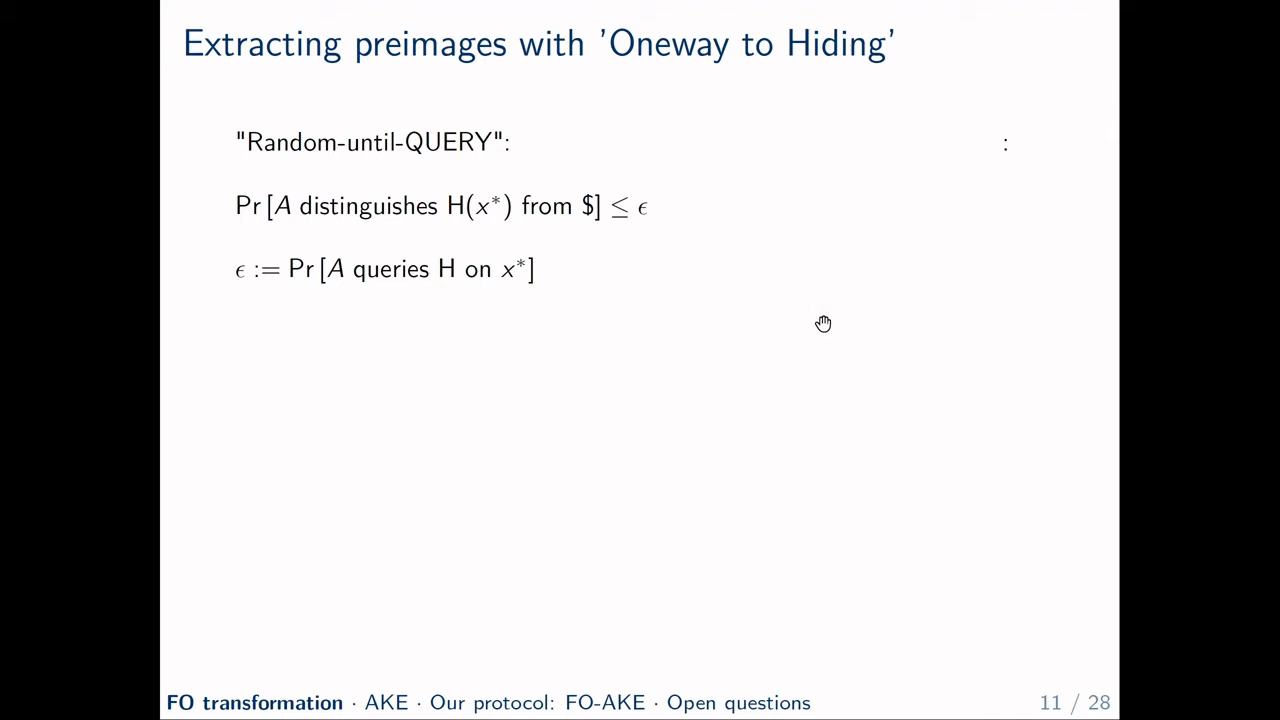 Extracting preimages with 'Oneway to Hiding'
"Random-until-QUERY": :
Pr [A distinguishes H(x*) from $] ≤ ϵ
ϵ := Pr [A queries H on x*]
FO transformation · AKE · Our protocol: FO-AKE · Open questions 11 / 28